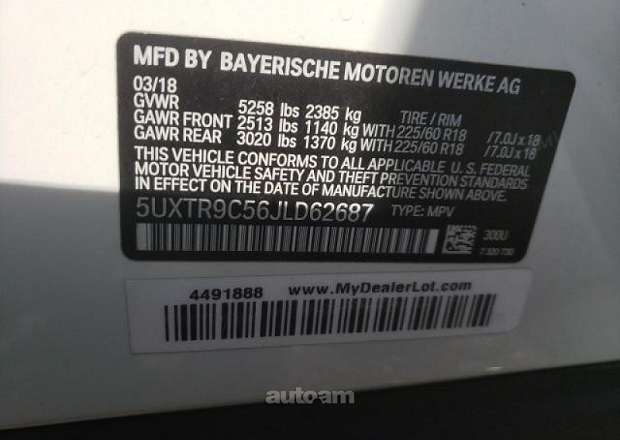 MFD BY BAYERISCHE MOTOREN WERKE AG
03/18
GVWR 5258 lbs 2385 kg TIRE / RIM
GAWR FRONT 2513 lbs 1140 kg WITH 225/60 R18 /7.0J x 18
GAWR REAR 3020 lbs 1370 kg WITH 225/60 R18 /7.0J x 18
THIS VEHICLE CONFORMS TO ALL APPLICABLE U. S. FEDERAL
MOTOR VEHICLE SAFETY AND THEFT PREVENTION STANDARDS
IN EFFECT ON THE DATE OF MANUFACTURE SHOWN ABOVE.
5UXTR9C56JLD62687 TYPE: MPV
300U
7 320 730
4491888 www.MyDealerLot.com
autoam